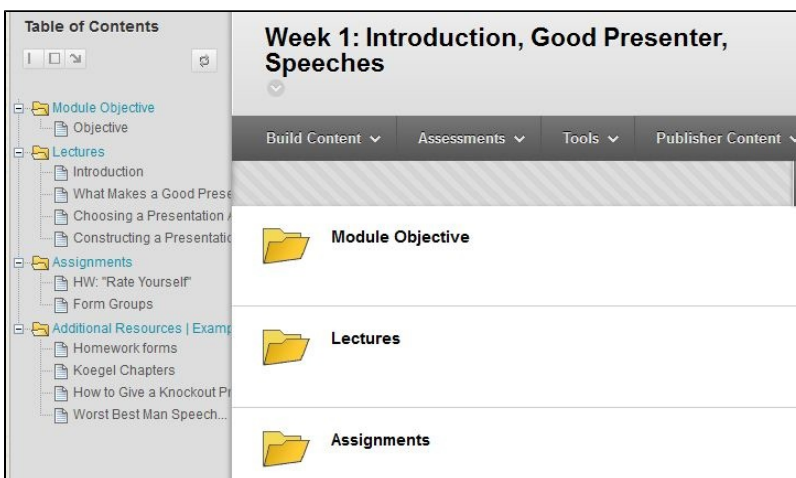 Table of Contents
Module Objective
Objective
Lectures
Introduction
What Makes a Good Prese
Choosing a Presentation
Constructing a Presentatio
Assignments
HW: "Rate Yourself"
Form Groups
Additional Resources | Examp
Homework forms
Koegel Chapters
How to Give a Knockout Pr
Worst Best Man Speech...
Week 1: Introduction, Good Presenter,
Speeches
Build Content Assessments Tools Publisher Content
Module Objective
Lectures
Assignments